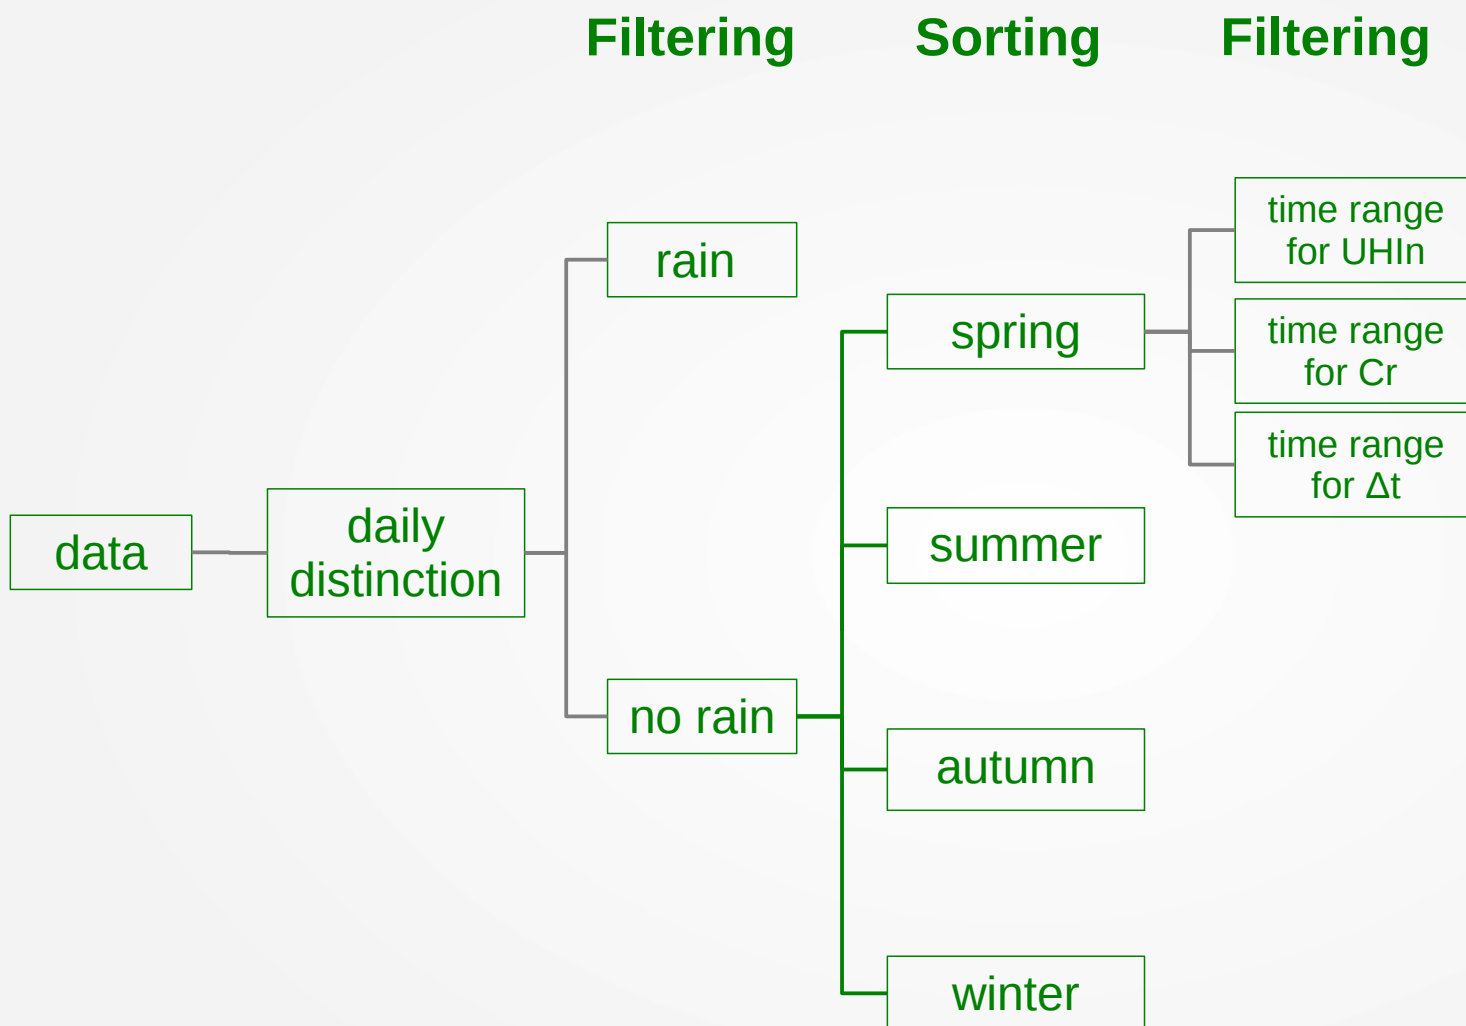 Filtering
Sorting
Filtering
data
daily
distinction
rain
no rain
spring
summer
autumn
winter
time range
for UHIn
time range
for Cr
time range
for Δt